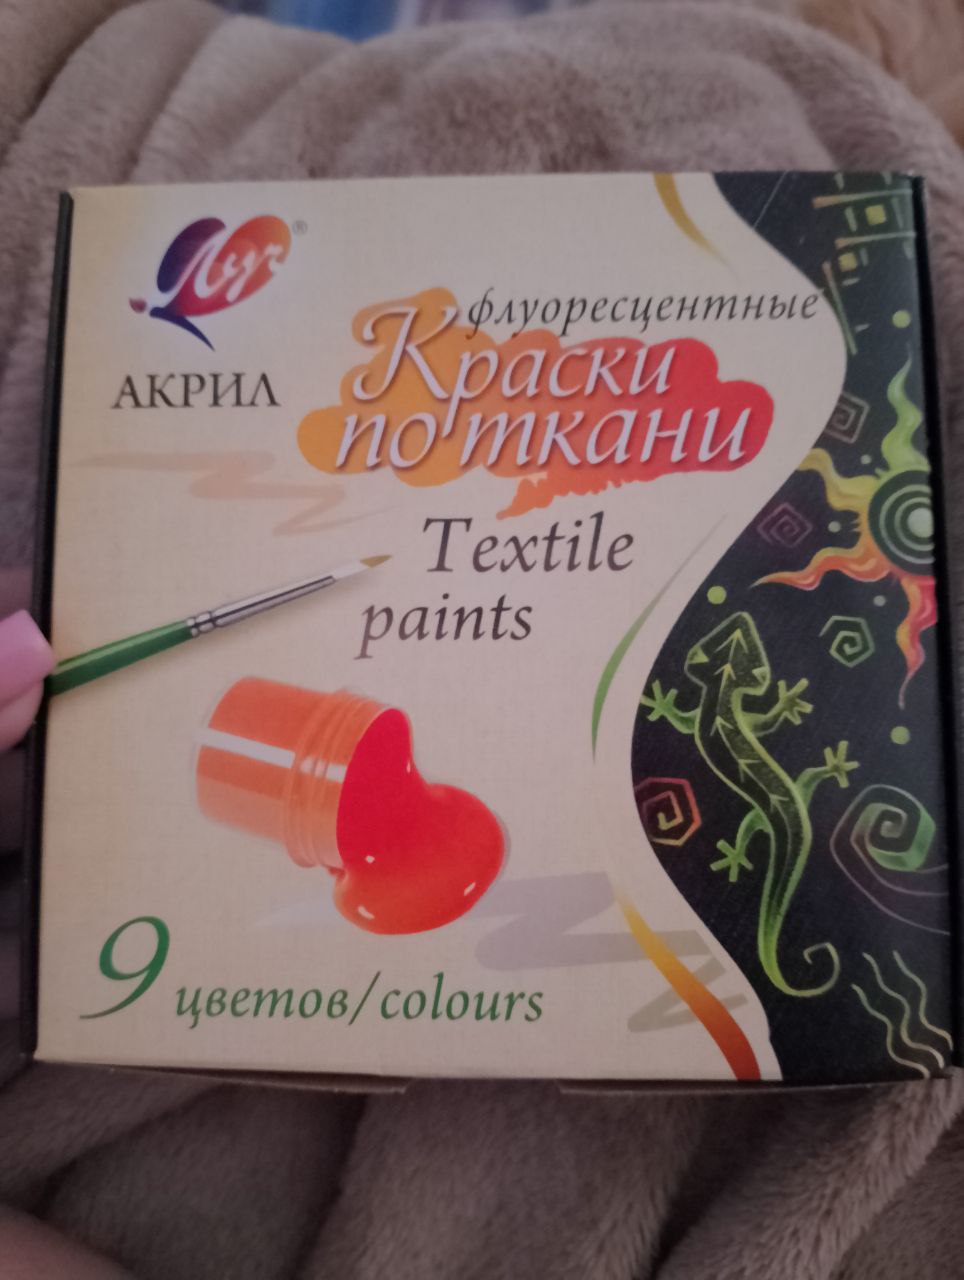 Луч®
АКРИЛ
флуоресцентные
Краски
по ткани
Textile
paints
9 цветов/colours